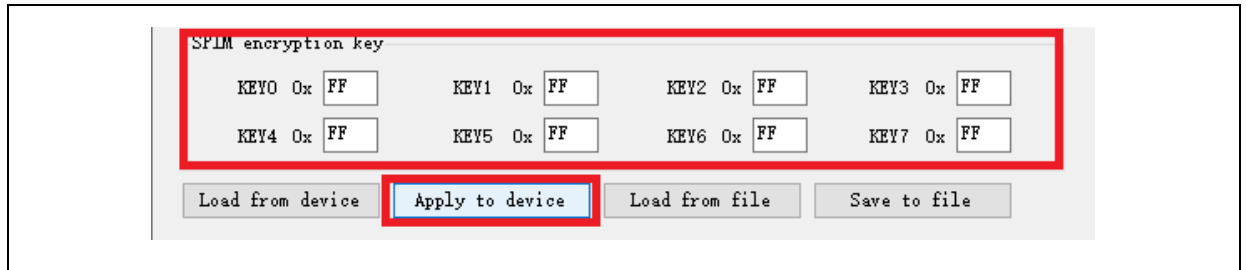 SPIM encryption key
KEY0 0x FF KEY1 0x FF KEY2 0x FF KEY3 0x FF
KEY4 0x FF KEY5 0x FF KEY6 0x FF KEY7 0x FF
Load from device Apply to device Load from file Save to file